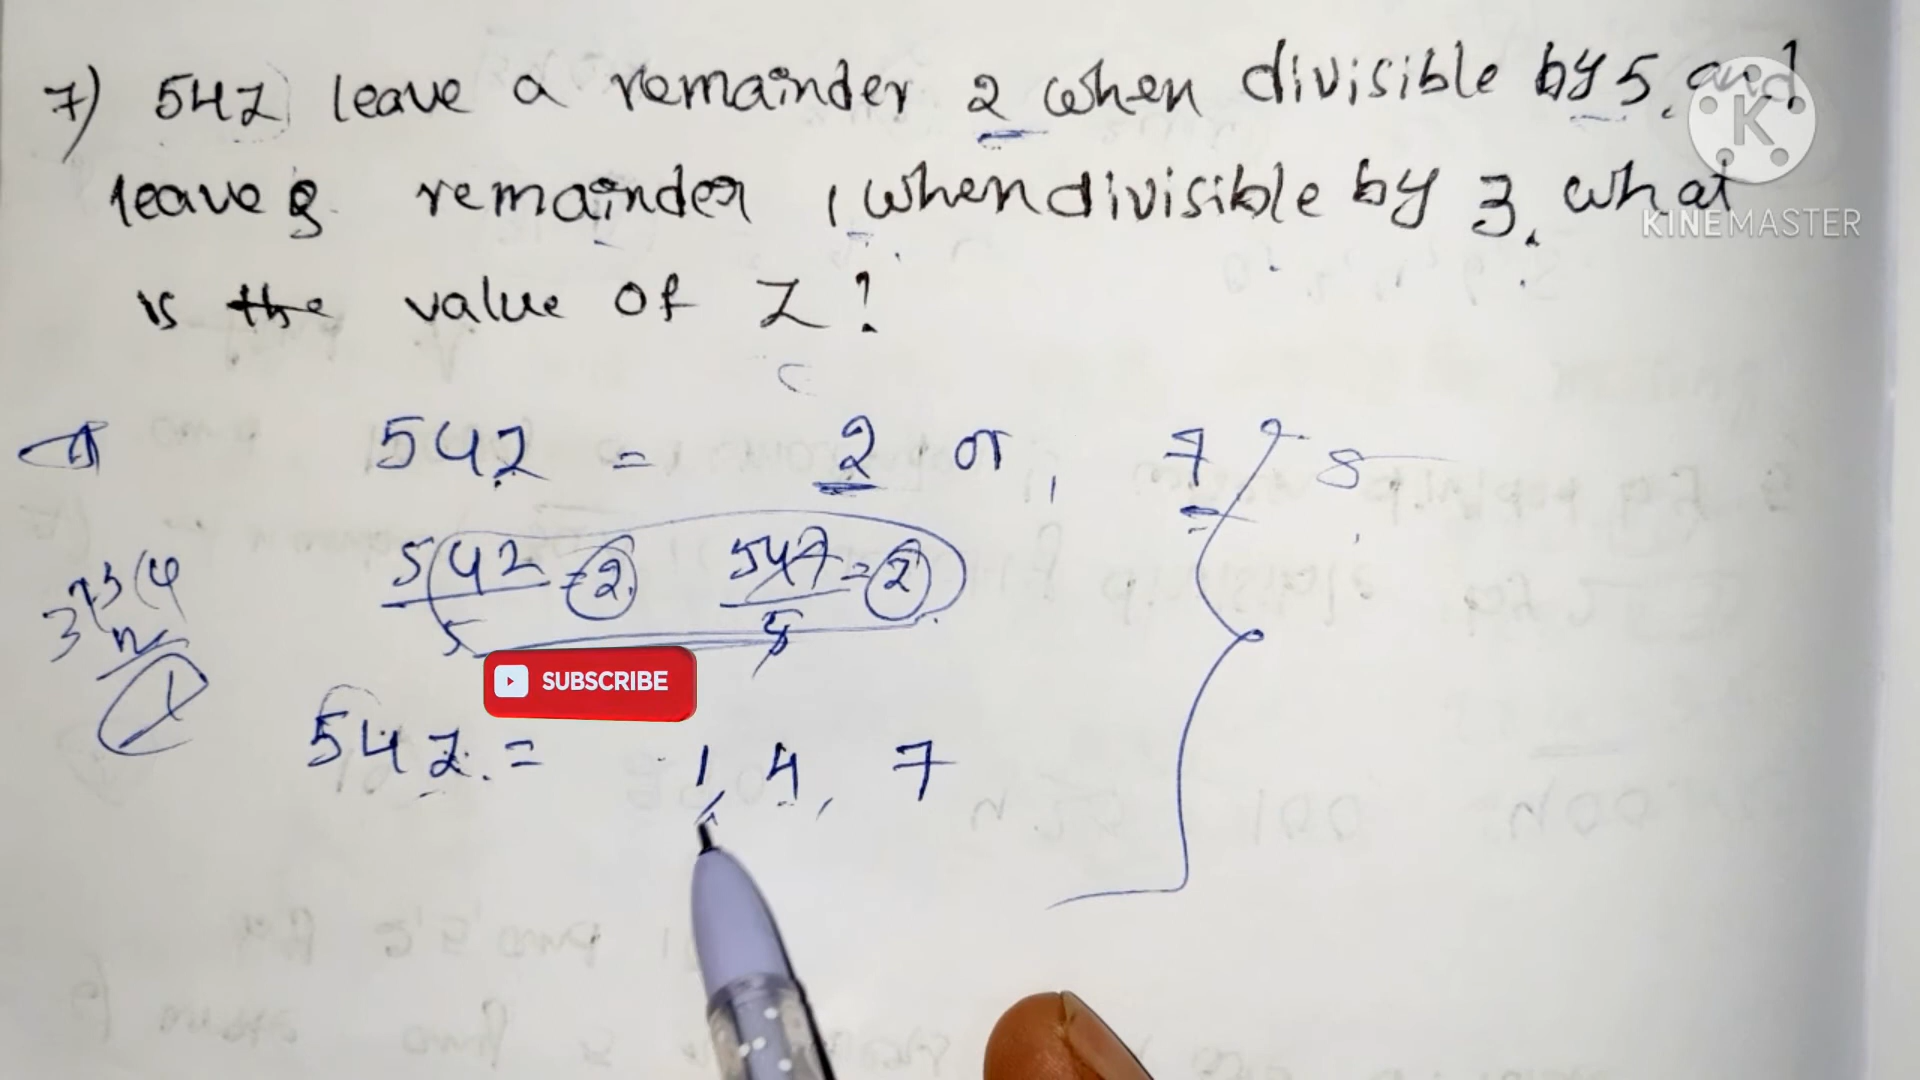 7) 54z leave a remainder 2 when divisible by 5, and
leave remainder 1 when divisible by 3, what
is the value of z?
54z = 2 or, 7 8
542/5 = 2 547/5 = 2
54z = 1, 4, 7
SUBSCRIBE
K
KINEMASTER